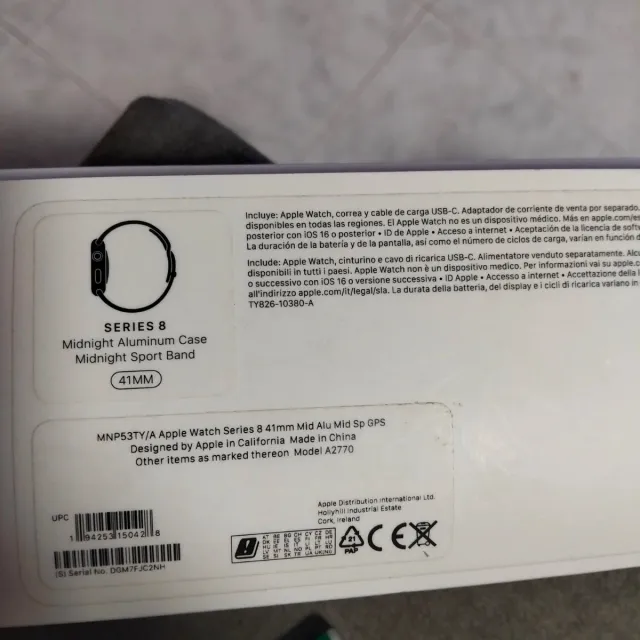 Incluye: Apple Watch, correa y cable de carga USB-C. Adaptador de corriente de venta por separado.
disponibles en todas las regiones. El Apple Watch no es un dispositivo médico. Más en apple.com/es
posterior con iOS 16 o posterior • ID de Apple • Acceso a internet • Aceptación de la licencia de
La duración de la batería y de la pantalla, así como el número de ciclos de carga, varían en función
Include: Apple Watch, cinturino e cavo di ricarica USB-C. Alimentatore venduto separatamente.
disponibili in tutti i paesi. Apple Watch non è un dispositivo medico. Per informazioni vai su apple.
o successivo con iOS 16 o versione successiva • ID Apple • Accesso a internet • Accettazione della
all'indirizzo apple.com/it/legal/sla. La durata della batteria, del display e i cicli di ricarica variano in
TY826-10380-A
SERIES 8
Midnight Aluminum Case
Midnight Sport Band
41MM
MNP53TY/A Apple Watch Series 8 41mm Mid Alu Mid Sp GPS
Designed by Apple in California Made in China
Other items as marked thereon Model A2770
Apple Distribution International Ltd.
Hollyhill Industrial Estate
Cork, Ireland
UPC
1 94253 15042 8
(S) Serial No. DGM7FJC2NH
21
PAP
CE